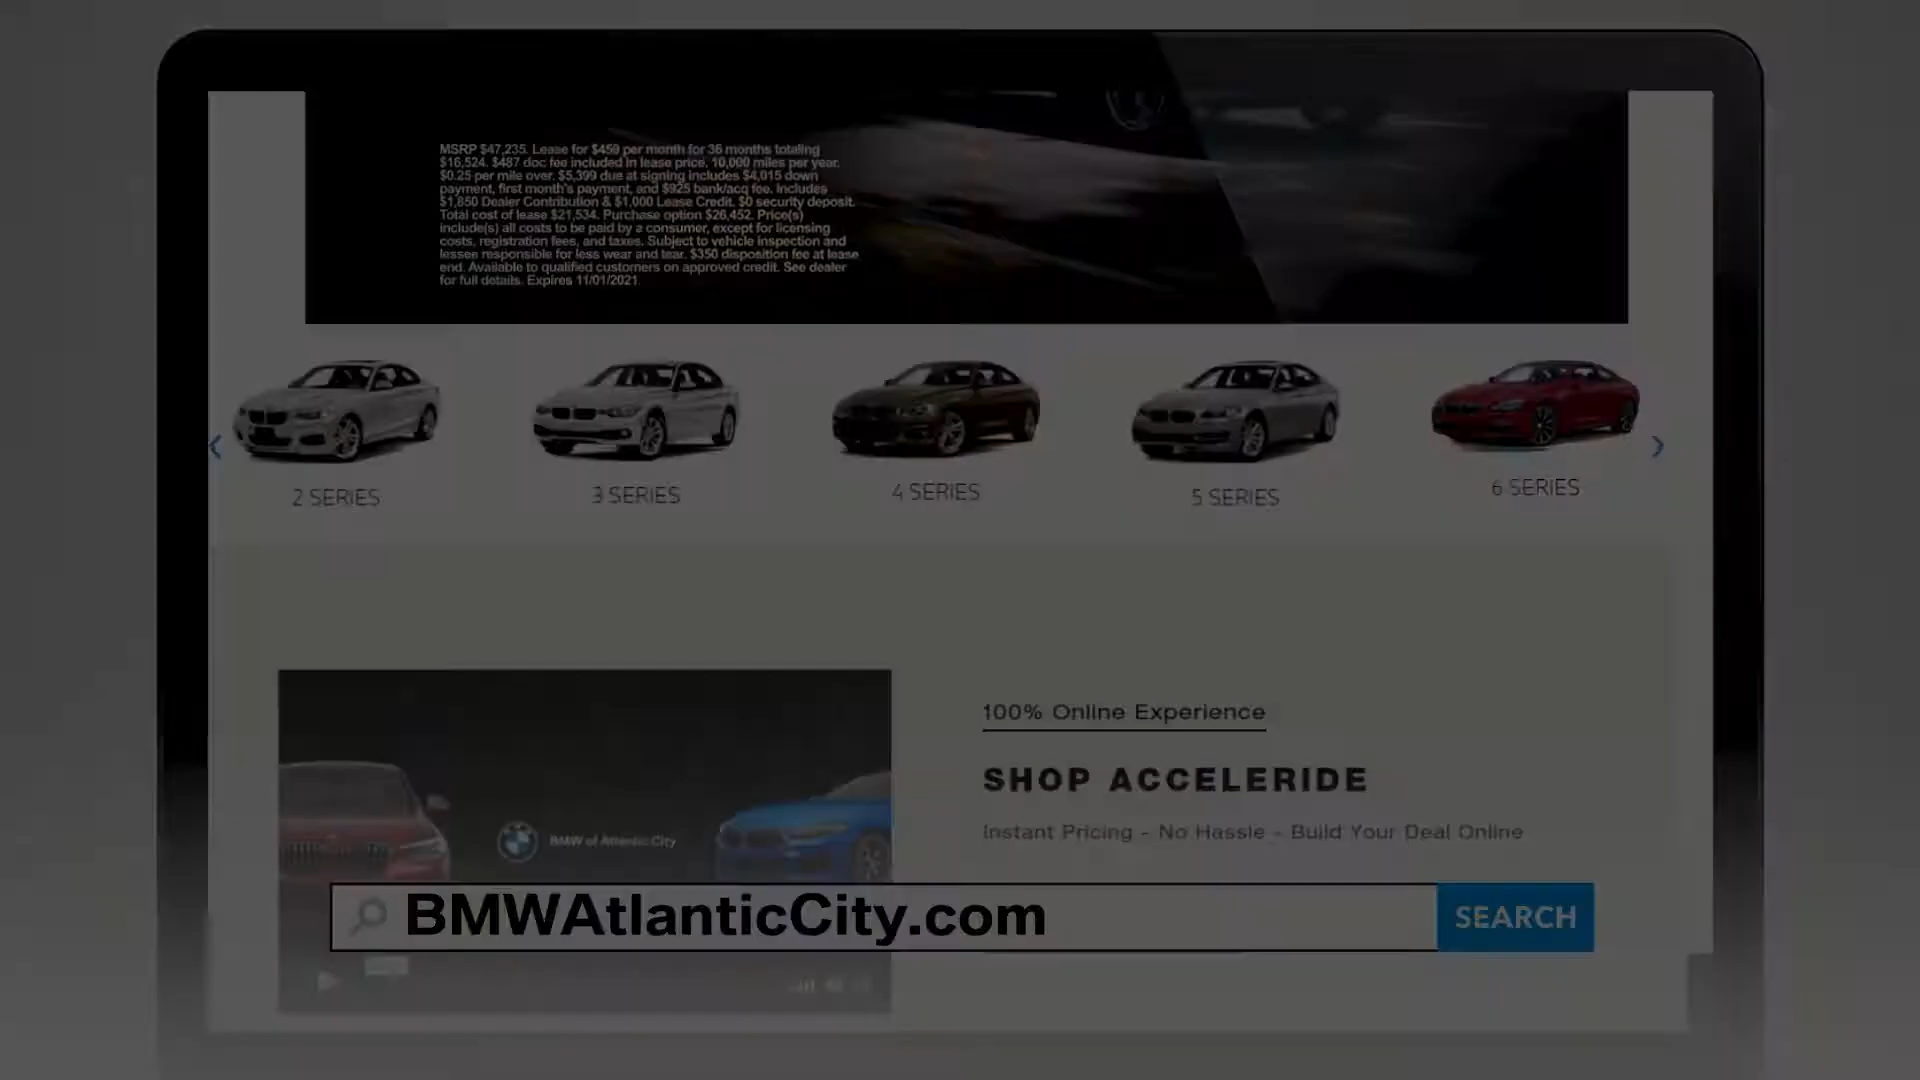 MSRP $47,235. Lease for $459 per month for 36 months totaling
$16,524. $487 doc fee included in lease price. 10,000 miles per year.
$0.25 per mile over. $5,399 due at signing includes $4,015 down
payment, first month's payment, and $925 bank/acq fee. Includes
$1,850 Dealer Contribution & $1,000 Lease Credit. $0 security deposit.
Total cost of lease $21,534. Purchase option $26,452. Price(s)
include(s) all costs to be paid by a consumer, except for licensing
costs, registration fees, and taxes. Subject to vehicle inspection and
lessee responsible for less wear and tear. $350 disposition fee at lease
end. Available to qualified customers on approved credit. See dealer
for full details. Expires 11/01/2021.
2 SERIES
3 SERIES
4 SERIES
5 SERIES
6 SERIES
100% Online Experience
SHOP ACCELERIDE
Instant Pricing - No Hassle - Build Your Deal Online
BMW of Atlantic City
BMWAtlanticCity.com
SEARCH